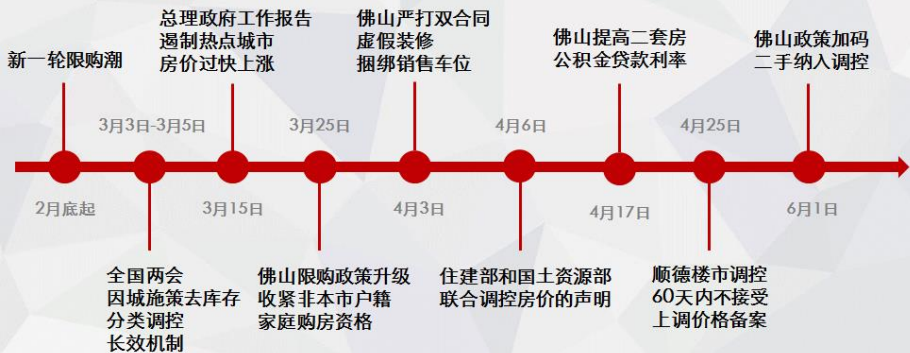 新一轮限购潮
2月底起
3月3日-3月5日
全国两会
因城施策去库存
分类调控
长效机制
总理政府工作报告
遏制热点城市
房价过快上涨
3月15日
3月25日
佛山限购政策升级
收紧非本市户籍
家庭购房资格
佛山严打双合同
虚假装修
捆绑销售车位
4月3日
4月6日
住建部和国土资源部
联合调控房价的声明
佛山提高二套房
公积金贷款利率
4月17日
4月25日
顺德楼市调控
60天内不接受
上调价格备案
佛山政策加码
二手纳入调控
6月1日